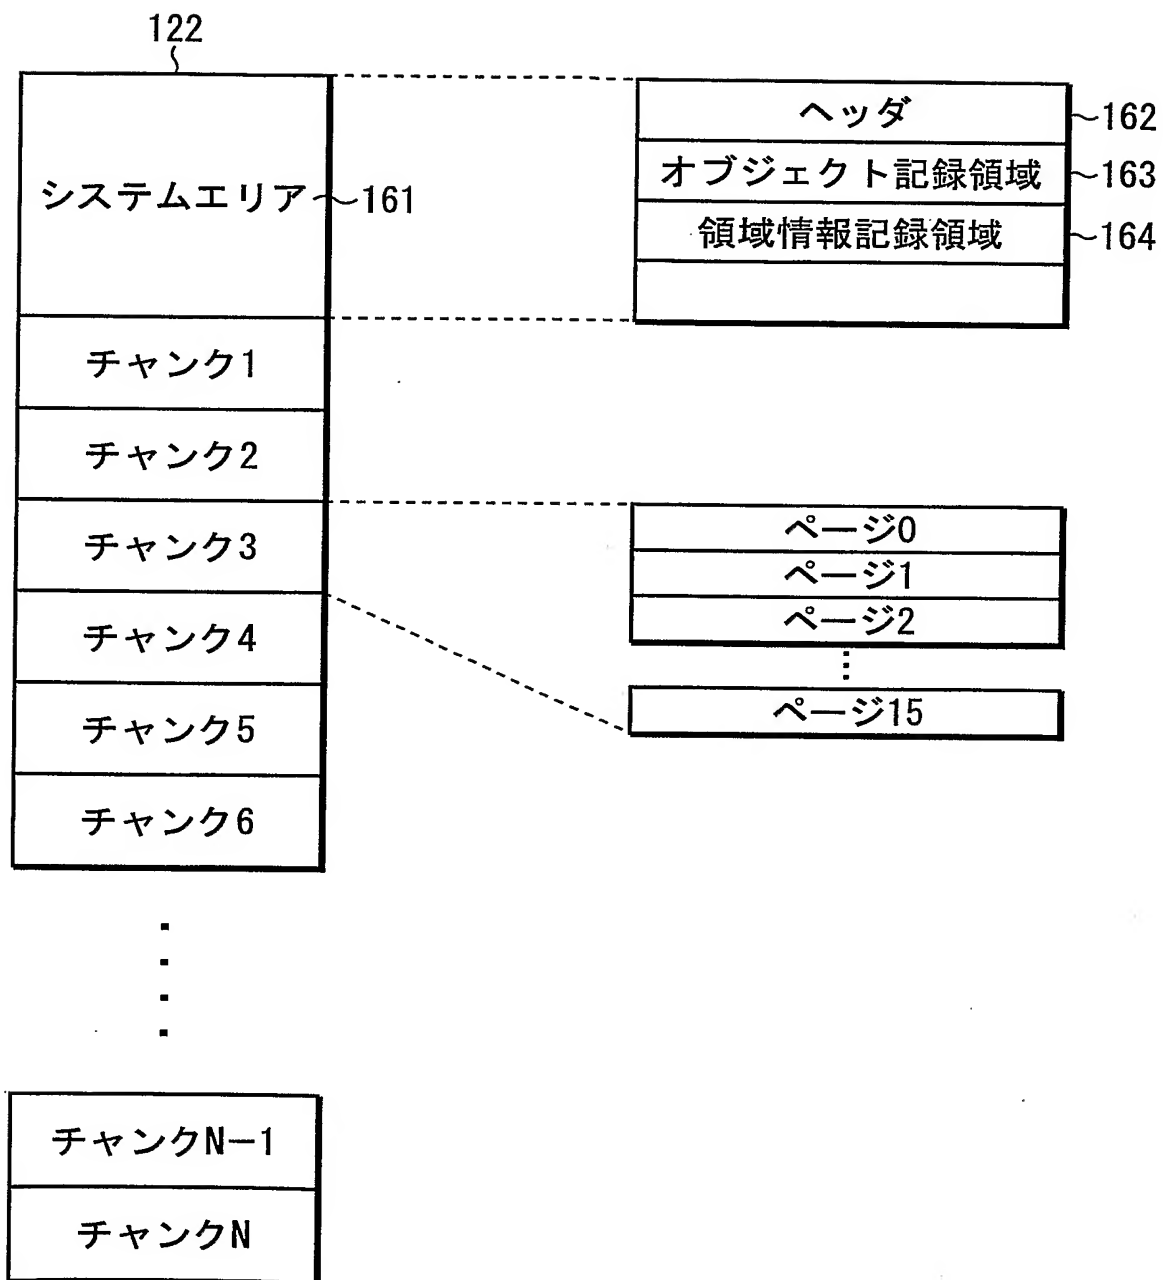 122
システムエリア
161
ヘッダ
162
オブジェクト記録領域
163
領域情報記録領域
164
チャンク1
チャンク2
チャンク3
チャンク4
チャンク5
チャンク6
ページ0
ページ1
ページ2
ページ15
チャンクN-1
チャンクN